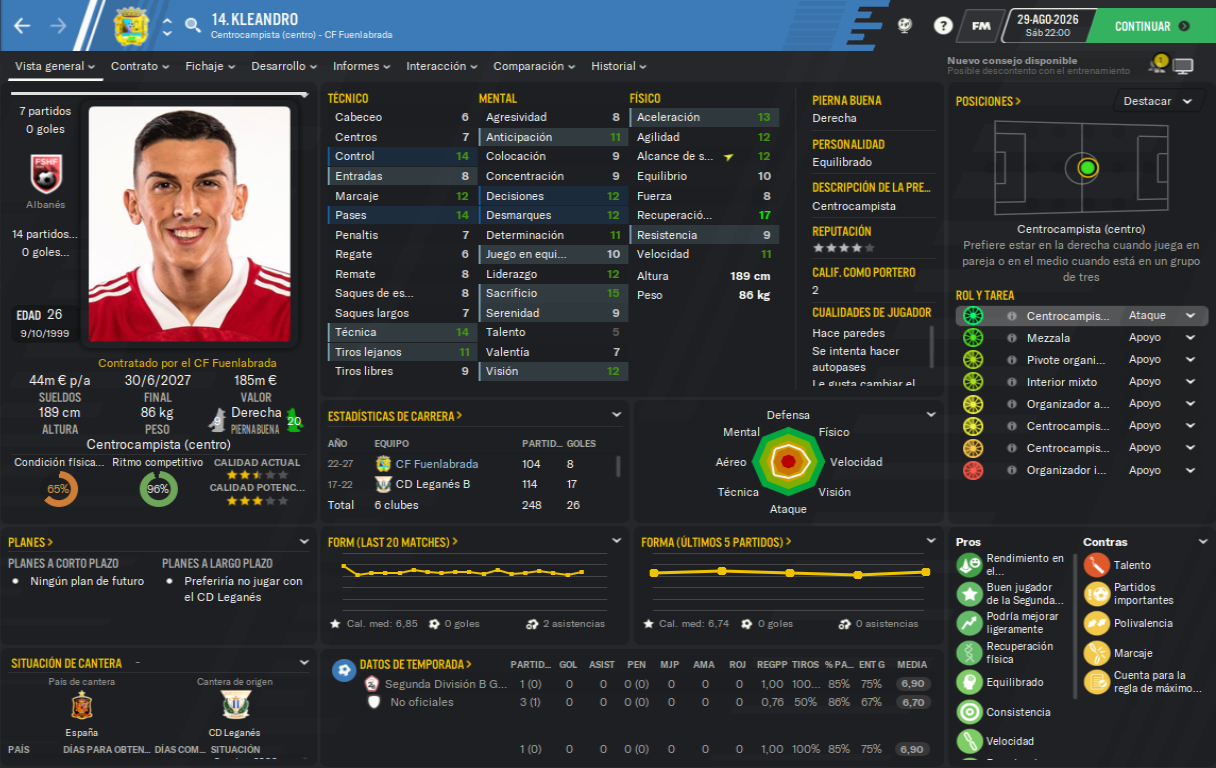 14. KLEANDRO
Centrocampista (centro) - CF Fuenlabrada
?
FM
29-AGO-2026
Sáb 22:00
CONTINUAR
Vista general
Contrato
Fichaje
Desarrollo
Informes
Interacción
Comparación
Historial
Nuevo consejo disponible
Posible descontento con el entrenamiento
1
7 partidos
0 goles
FSHF
Albanés
14 partidos...
0 goles...
EDAD 26
9/10/1999
Contratado por el CF Fuenlabrada
44m € p/a
SUELDOS
30/6/2027
FINAL
185m €
VALOR
189 cm
ALTURA
86 kg
PESO
9
Derecha
PIERNA BUENA
20
Centrocampista (centro)
Condición física...
65%
Ritmo competitivo
96%
CALIDAD ACTUAL
CALIDAD POTENC...
TÉCNICO
Cabeceo 6
Centros 7
Control 14
Entradas 8
Marcaje 12
Pases 14
Penaltis 7
Regate 6
Remate 8
Saques de es... 8
Saques largos 7
Técnica 14
Tiros lejanos 11
Tiros libres 9
MENTAL
Agresividad 8
Anticipación 11
Colocación 9
Concentración 9
Decisiones 12
Desmarques 12
Determinación 11
Juego en equi... 10
Liderazgo 12
Sacrificio 15
Serenidad 9
Talento 5
Valentía 7
Visión 12
FÍSICO
Aceleración 13
Agilidad 12
Alcance de s... 12
Equilibrio 10
Fuerza 8
Recuperació... 17
Resistencia 9
Velocidad 11
Altura 189 cm
Peso 86 kg
PIERNA BUENA
Derecha
PERSONALIDAD
Equilibrado
DESCRIPCIÓN DE LA PRE...
Centrocampista
REPUTACIÓN
CALIF. COMO PORTERO
2
CUALIDADES DE JUGADOR
Hace paredes
Se intenta hacer
autopases
Le gusta cambiar el
POSICIONES >
Destacar
Centrocampista (centro)
Prefiere estar en la derecha cuando juega en
pareja o en el medio cuando está en un grupo
de tres
ROL Y TAREA
Centrocampis... Ataque
Mezzala Apoyo
Pivote organi... Apoyo
Interior mixto Apoyo
Organizador a... Apoyo
Centrocampis... Apoyo
Centrocampis... Apoyo
Organizador i... Apoyo
ESTADÍSTICAS DE CARRERA >
AÑO EQUIPO PARTID... GOLES
22-27 CF Fuenlabrada 104 8
17-22 CD Leganés B 114 17
Total 6 clubes 248 26
Defensa
Mental
Físico
Aéreo
Velocidad
Técnica
Visión
Ataque
PLANES >
PLANES A CORTO PLAZO
Ningún plan de futuro
PLANES A LARGO PLAZO
Preferiría no jugar con
el CD Leganés
FORM (LAST 20 MATCHES) >
Cal. med: 6,85 0 goles 2 asistencias
FORMA (ÚLTIMOS 5 PARTIDOS) >
Cal. med: 6,74 0 goles 0 asistencias
Pros
Rendimiento en
el...
Buen jugador
de la Segunda...
Podría mejorar
ligeramente
Recuperación
física
Equilibrado
Consistencia
Velocidad
Contras
Talento
Partidos
importantes
Polivalencia
Marcaje
Cuenta para la
regla de máximo...
SITUACIÓN DE CANTERA -
País de cantera
España
Cantera de origen
CD Leganés
PAÍS DÍAS PARA OBTEN... DÍAS COM... SITUACIÓN
DATOS DE TEMPORADA > PARTID... GOL ASIST PEN MJP AMA ROJ REGPP TIROS % PA... ENT G MEDIA
Segunda División B G... 1 (0) 0 0 0 (0) 0 0 0 1,00 100... 85% 75% 6,90
No oficiales 3 (1) 0 0 0 (0) 0 0 0 0,76 50% 86% 67% 6,70
1 (0) 0 0 0 (0) 0 0 0 1,00 100% 85% 75% 6,90